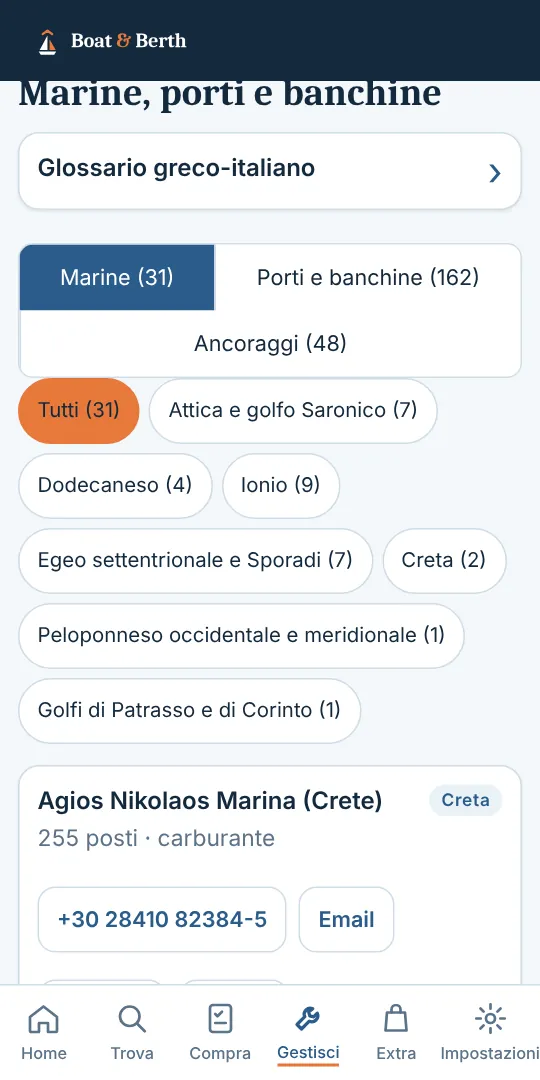 Boat & Berth
Marine, porti e banchine
Glossario greco-italiano
Marine (31)
Porti e banchine (162)
Ancoraggi (48)
Tutti (31)
Attica e golfo Saronico (7)
Dodecaneso (4)
Ionio (9)
Egeo settentrionale e Sporadi (7)
Creta (2)
Peloponneso occidentale e meridionale (1)
Golfi di Patrasso e di Corinto (1)
Agios Nikolaos Marina (Crete)
Creta
255 posti · carburante
+30 28410 82384-5
Email
Home
Trova
Compra
Gestisci
Extra
Impostazioni